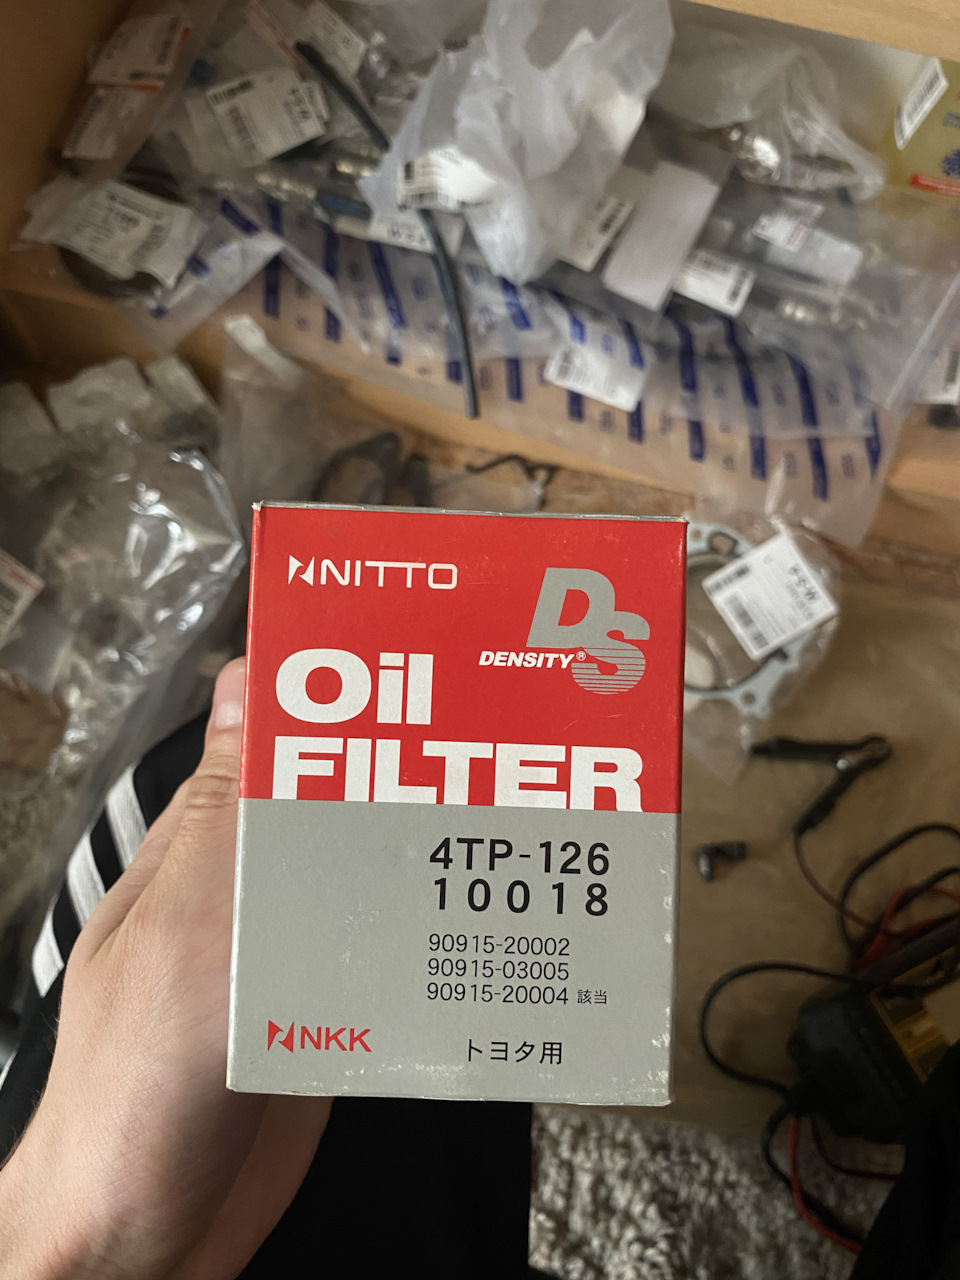 NITTO
DS
DENSITY®
Oil
FILTER
4TP-126
10018
90915-20002
90915-03005
90915-20004 該当
NKK
トヨタ用